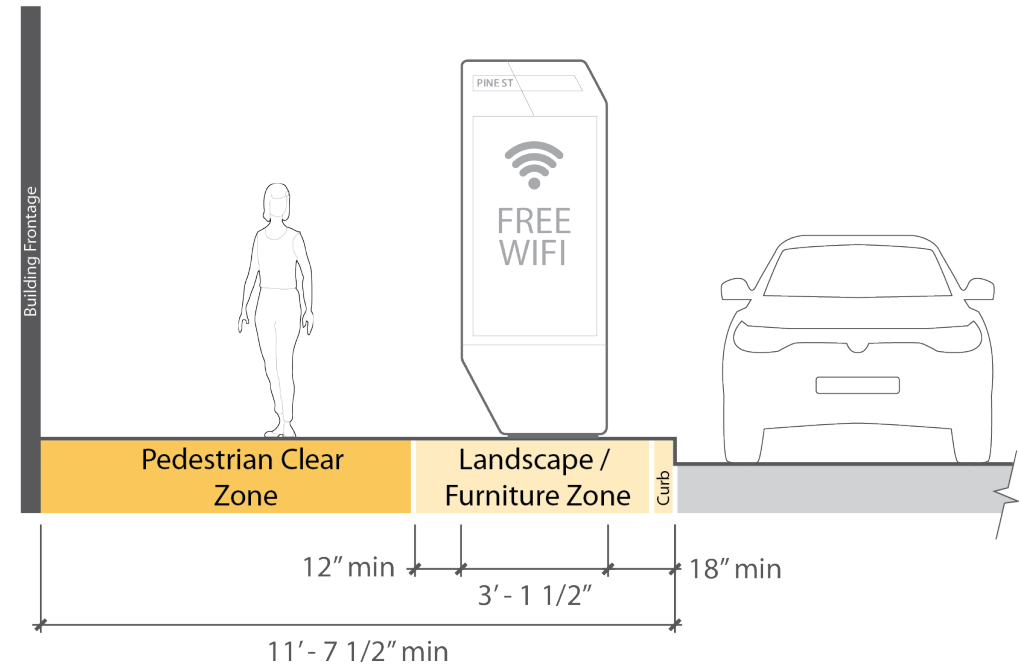 Building Frontage
PINE ST
FREE
WIFI
Pedestrian Clear
Zone
Landscape /
Furniture Zone
Curb
12” min
18” min
3’ - 1 1/2”
11’ - 7 1/2” min